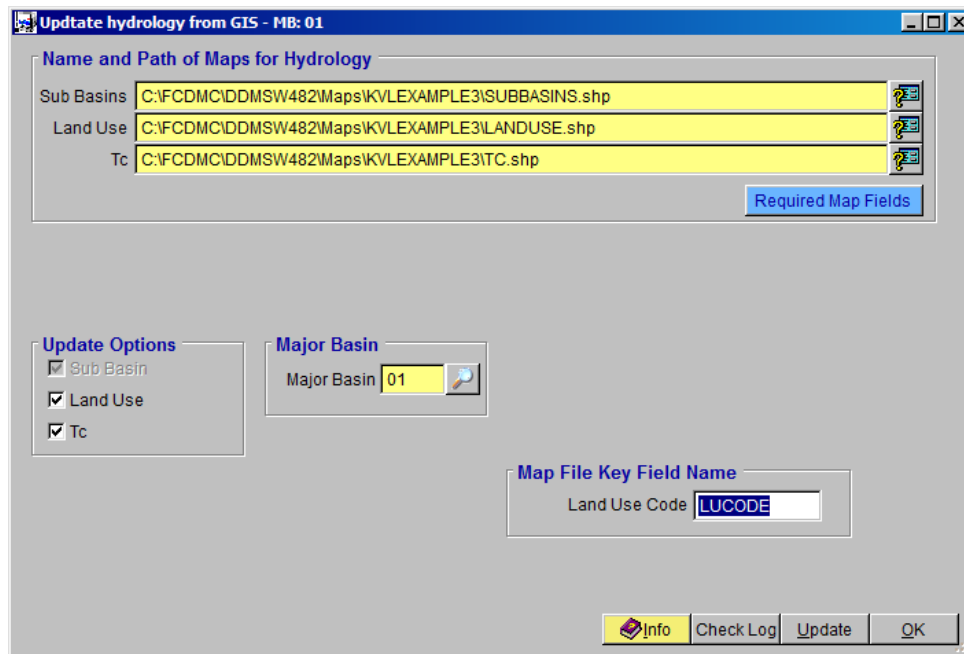 Updtate hydrology from GIS - MB: 01
Name and Path of Maps for Hydrology
Sub Basins C:\FCDMC\DDMSW482\Maps\KVLEXAMPLE3\SUBBASINS.shp
Land Use C:\FCDMC\DDMSW482\Maps\KVLEXAMPLE3\LANDUSE.shp
Tc C:\FCDMC\DDMSW482\Maps\KVLEXAMPLE3\TC.shp
Required Map Fields
Update Options
Sub Basin
Land Use
Tc
Major Basin
Major Basin 01
Map File Key Field Name
Land Use Code LUCODE
Info Check Log Update OK